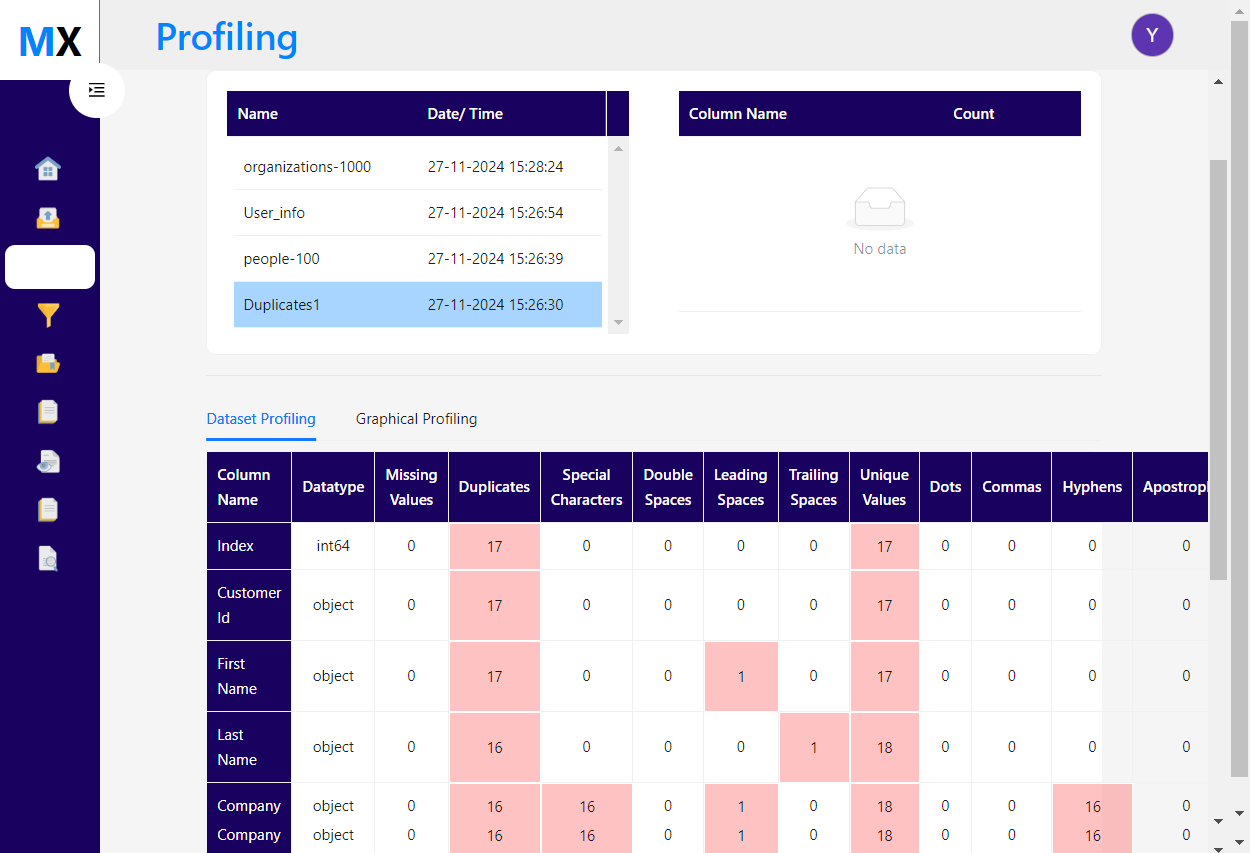 MX
Profiling
Y
Name Date/ Time
organizations-1000 27-11-2024 15:28:24
User_info 27-11-2024 15:26:54
people-100 27-11-2024 15:26:39
Duplicates1 27-11-2024 15:26:30
Column Name Count
No data
Dataset Profiling Graphical Profiling
Column Name Datatype Missing Values Duplicates Special Characters Double Spaces Leading Spaces Trailing Spaces Unique Values Dots Commas Hyphens Apostroph
Index int64 0 17 0 0 0 0 17 0 0 0 0
Customer Id object 0 17 0 0 0 0 17 0 0 0 0
First Name object 0 17 0 0 1 0 17 0 0 0 0
Last Name object 0 16 0 0 0 1 18 0 0 0 0
Company object 0 16 16 0 1 0 18 0 0 16 0
Company object 0 16 16 0 1 0 18 0 0 16 0